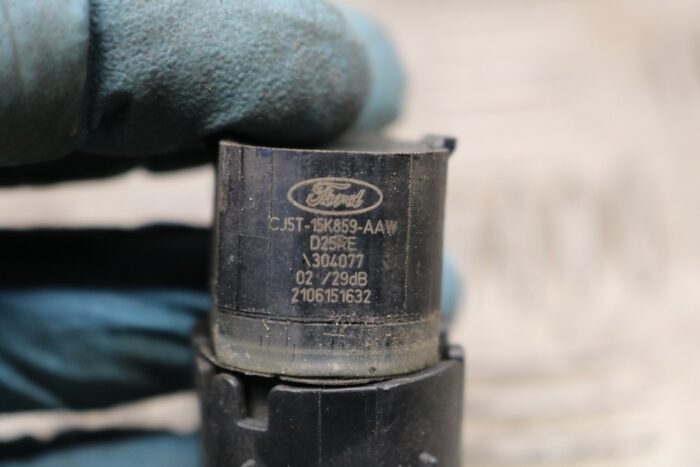 Ford
CJ5T-15K859-AAW
D25RE
\304077
02 /29dB
2106151632